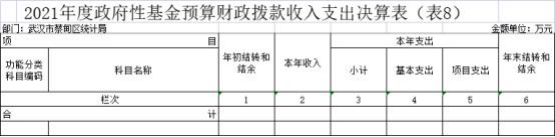 2021年度政府性基金预算财政拨款收入支出决算表（表8）
部门：武汉市蔡甸区统计局 金额单位：万元
项 目 年初结转和结余 本年收入 本年支出 年末结转和结余
功能分类科目编码 科目名称 小计 基本支出 项目支出
栏次 1 2 3 4 5 6
合 计